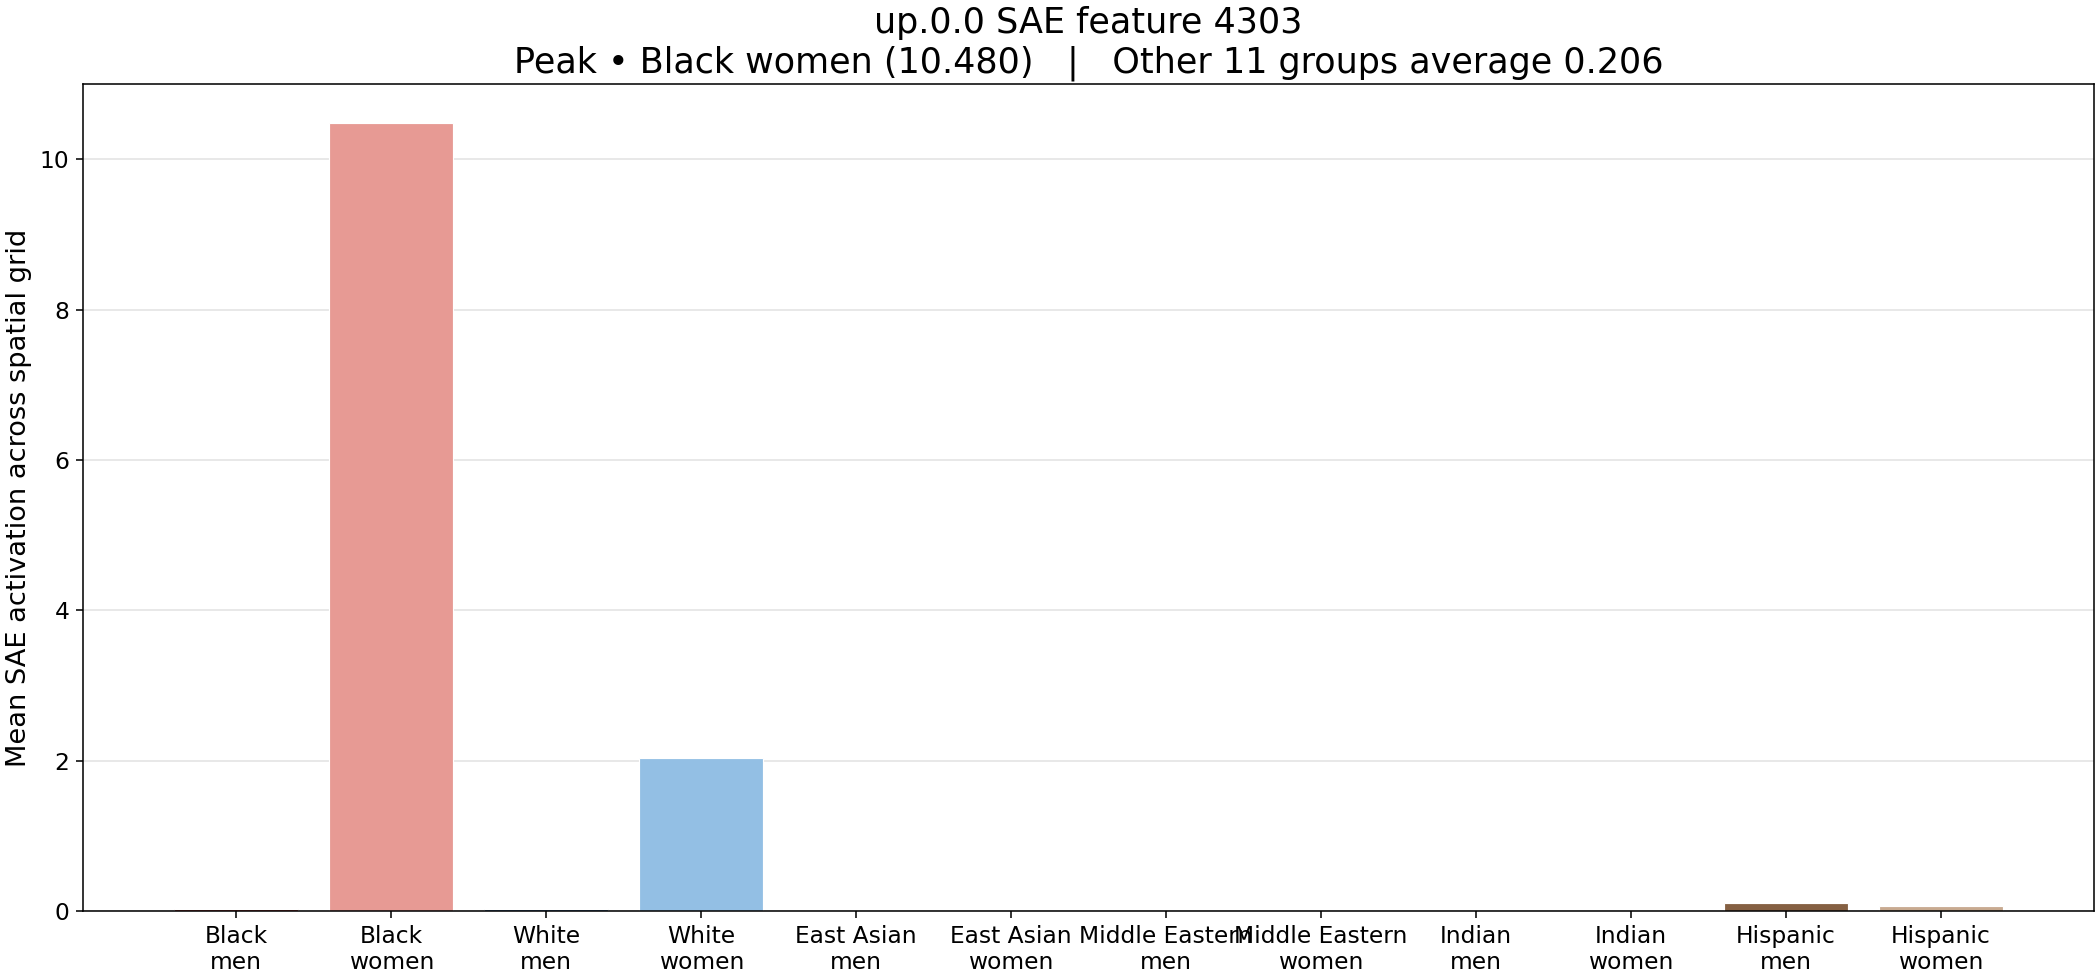 up.0.0 SAE feature 4303
Peak • Black women (10.480) | Other 11 groups average 0.206
Mean SAE activation across spatial grid
10
8
6
4
2
0
Black men
Black women
White men
White women
East Asian men
East Asian women
Middle Eastern men
Middle Eastern women
Indian men
Indian women
Hispanic men
Hispanic women